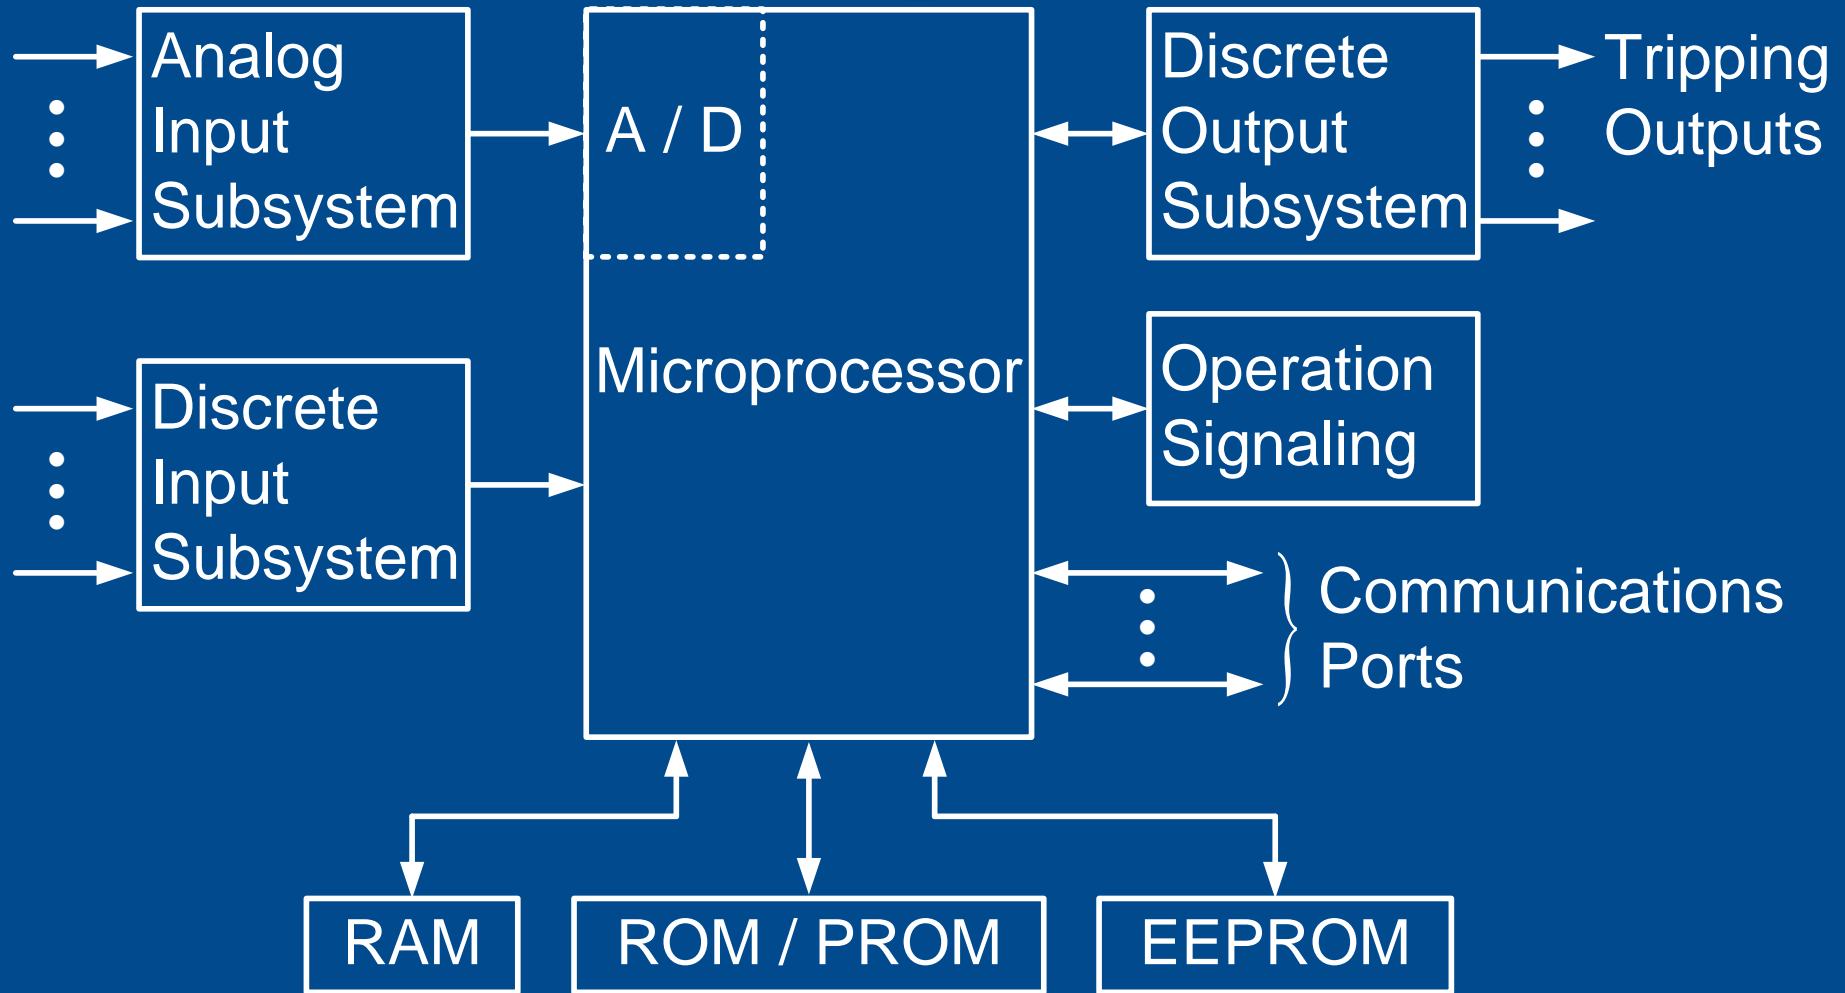 Analog
Input
Subsystem
A / D
Discrete
Output
Subsystem
Tripping
Outputs
Discrete
Input
Subsystem
Microprocessor
Operation
Signaling
Communications
Ports
RAM
ROM / PROM
EEPROM